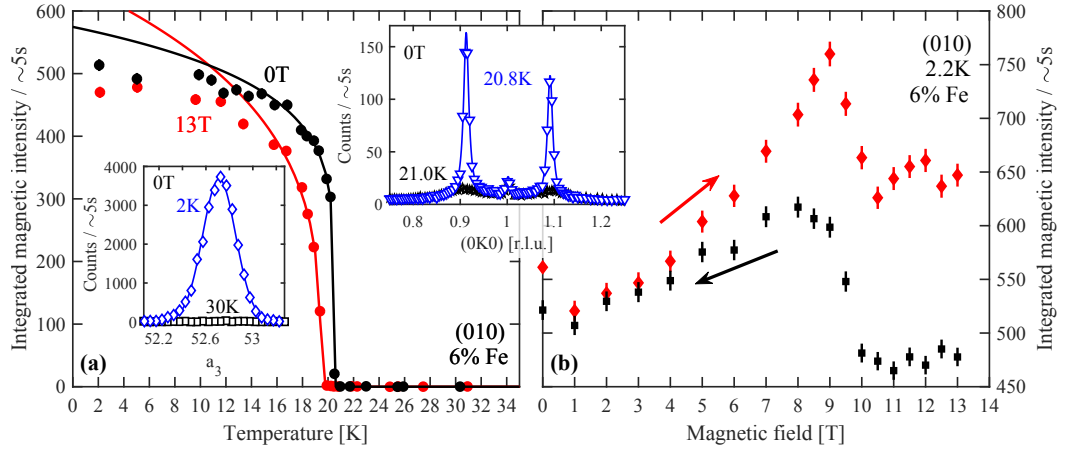 Integrated magnetic intensity / ~5s
600
500
400
300
200
100
0
0 2 4 6 8 10 12 14 16 18 20 22 24 26 28 30 32 34
Temperature [K]
(a)
0T
13T
(010)
6% Fe
Counts / ~5s
4000
3000
2000
1000
0
0T
2K
30K
52.2 52.6 53
a3
Counts / ~5s
150
100
50
0
0T
20.8K
21.0K
0.8 0.9 1 1.1 1.2
(0K0) [r.l.u.]
(010)
2.2K
6% Fe
(b)
0 1 2 3 4 5 6 7 8 9 10 11 12 13 14
Magnetic field [T]
800
750
700
650
600
550
500
450
Integrated magnetic intensity / ~5s